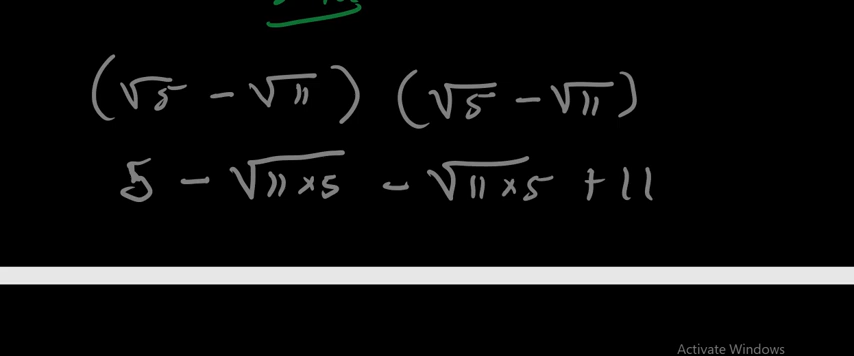 (√5 - √11) (√5 - √11)
5 - √11×5 - √11×5 + 11
Activate Windows